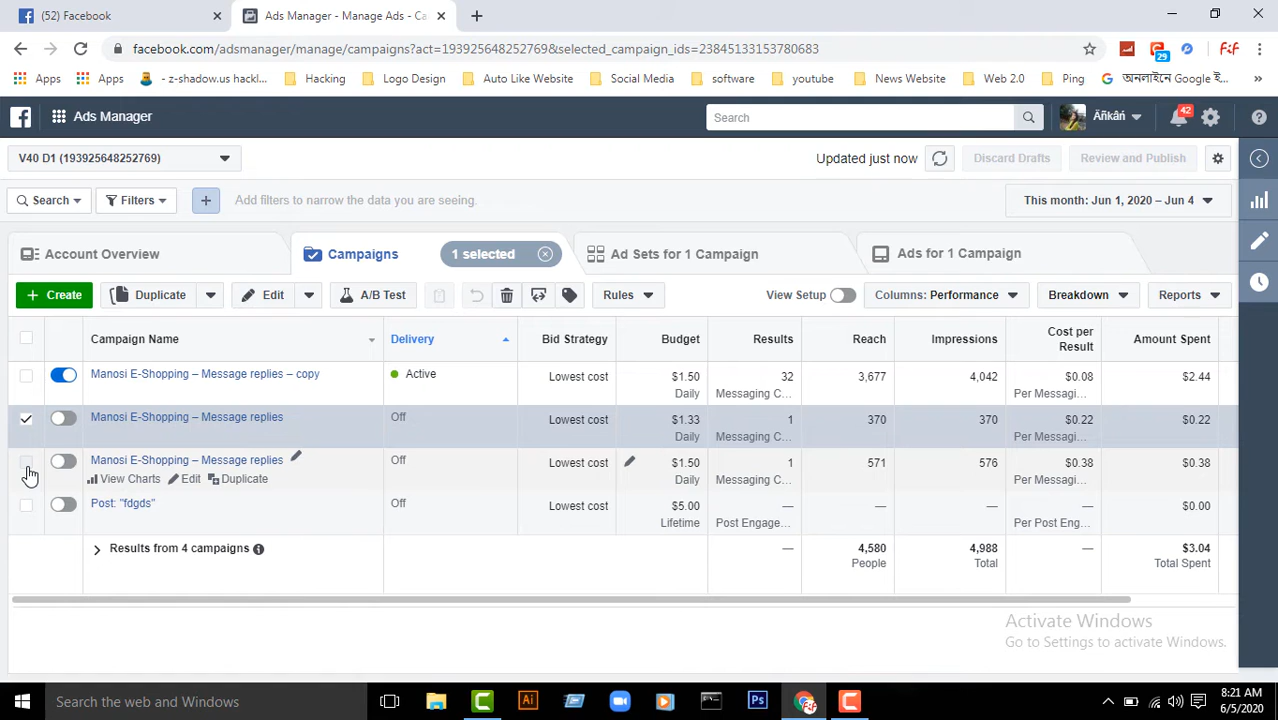 (52) Facebook
Ads Manager - Manage Ads - Ca
facebook.com/adsmanager/manage/campaigns?act=193925648252769&selected_campaign_ids=23845133153780683
29
Apps
Apps
- z-shadow.us hackl...
Hacking
Logo Design
Auto Like Website
Social Media
software
youtube
News Website
Web 2.0
Ping
অনলাইনে Google ই...
»
Ads Manager
Search
Äñkâñ
42
V40 D1 (193925648252769)
Updated just now
Discard Drafts
Review and Publish
Search
Filters
Add filters to narrow the data you are seeing.
This month: Jun 1, 2020 – Jun 4
Account Overview
Campaigns
1 selected
Ad Sets for 1 Campaign
Ads for 1 Campaign
+ Create
Duplicate
Edit
A/B Test
Rules
View Setup
Columns: Performance
Breakdown
Reports
Campaign Name
Delivery
Bid Strategy
Budget
Results
Reach
Impressions
Cost per Result
Amount Spent
Manosi E-Shopping – Message replies – copy
Active
Lowest cost
$1.50
Daily
32
Messaging C...
3,677
4,042
$0.08
Per Messagi...
$2.44
Manosi E-Shopping – Message replies
Off
Lowest cost
$1.33
Daily
1
Messaging C...
370
370
$0.22
Per Messagi...
$0.22
Manosi E-Shopping – Message replies
View Charts
Edit
Duplicate
Off
Lowest cost
$1.50
Daily
1
Messaging C...
571
576
$0.38
Per Messagi...
$0.38
Post: "fdgds"
Off
Lowest cost
$5.00
Lifetime
—
Post Engage...
—
—
—
Per Post Eng...
$0.00
Results from 4 campaigns
—
4,580
People
4,988
Total
—
$3.04
Total Spent
Activate Windows
Go to Settings to activate Windows.
Search the web and Windows
8:21 AM
6/5/2020